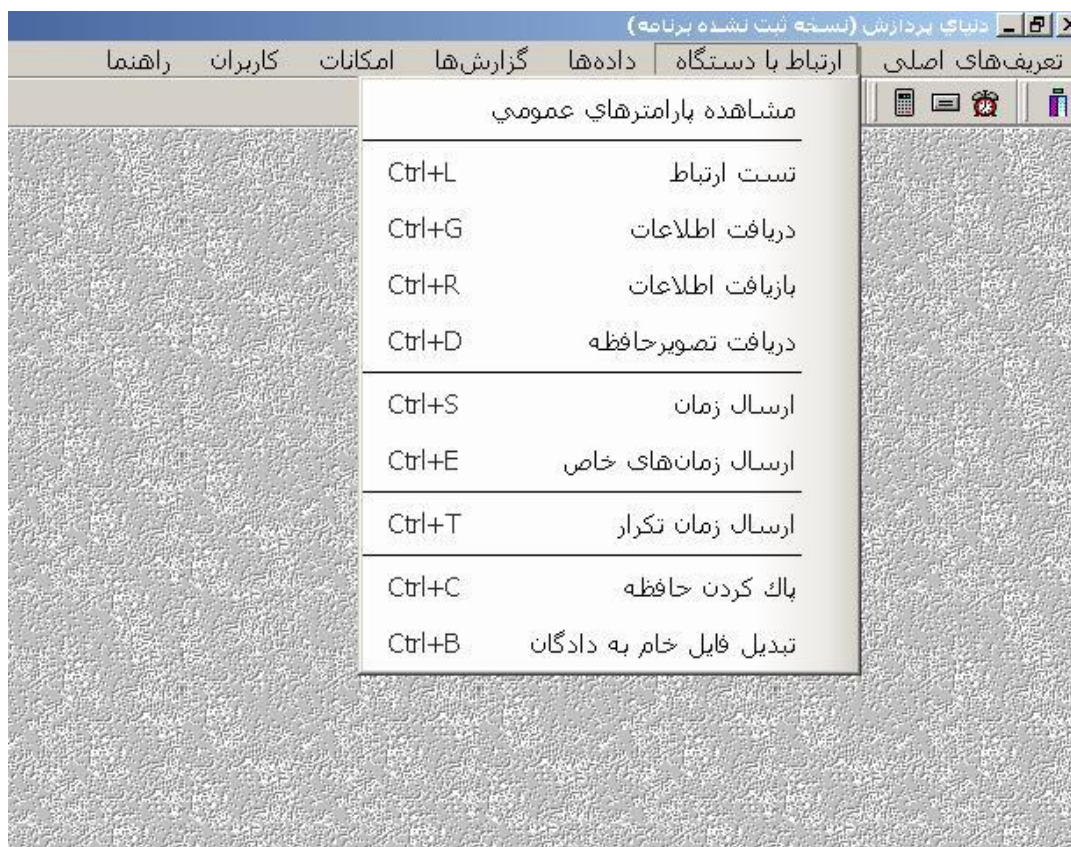 دنياي پردازش (نسخه ثبت نشده برنامه)
تعریف‌های اصلی ارتباط با دستگاه داده‌ها گزارش‌ها امکانات کاربران راهنما
مشاهده پارامترهاي عمومي
تست ارتباط Ctrl+L
دریافت اطلاعات Ctrl+G
بازیافت اطلاعات Ctrl+R
دریافت تصویرحافظه Ctrl+D
ارسال زمان Ctrl+S
ارسال زمان‌های خاص Ctrl+E
ارسال زمان تکرار Ctrl+T
پاك کردن حافظه Ctrl+C
تبدیل فایل خام به دادگان Ctrl+B